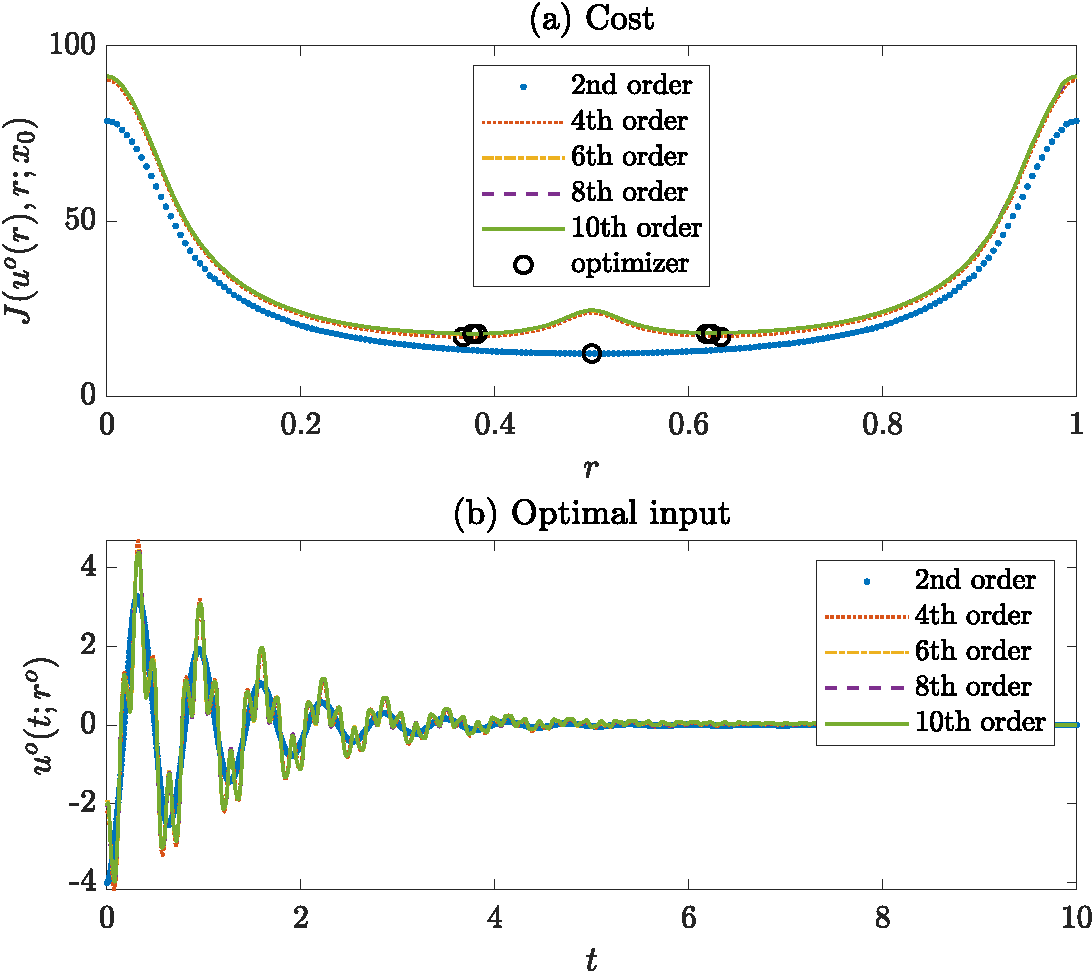 (a) Cost
100
50
0
J(u^o(r), r; x_0)
2nd order
4th order
6th order
8th order
10th order
optimizer
0 0.2 0.4 0.6 0.8 1
r
(b) Optimal input
4
2
0
-2
-4
u^o(t; r^o)
2nd order
4th order
6th order
8th order
10th order
0 2 4 6 8 10
t